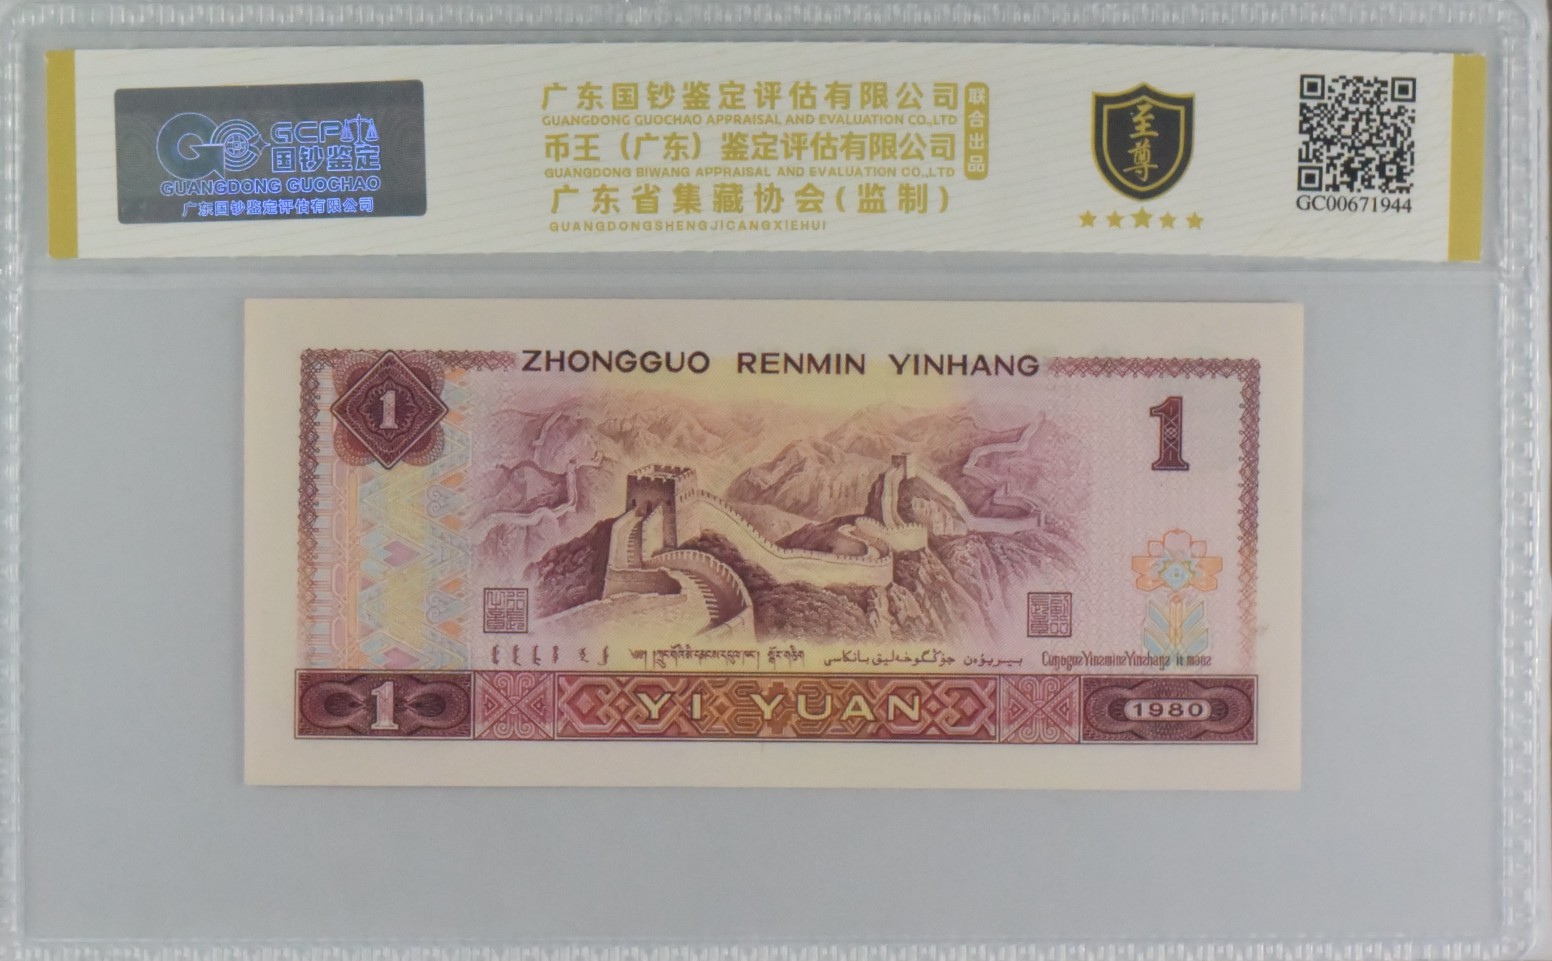 GCP
国钞鉴定
GUANGDONG GUOCHAO
广东国钞鉴定评估有限公司
广东国钞鉴定评估有限公司
GUANGDONG GUOCHAO APPRAISAL AND EVALUATION CO.,LTD
币王（广东）鉴定评估有限公司
GUANGDONG BIWANG APPRAISAL AND EVALUATION CO.,LTD
广东省集藏协会(监制)
GUANGDONGSHENGJICANGXIEHUI
联合出品
至尊
GC00671944
ZHONGGUO RENMIN YINHANG
1
1
1
YI YUAN
1980